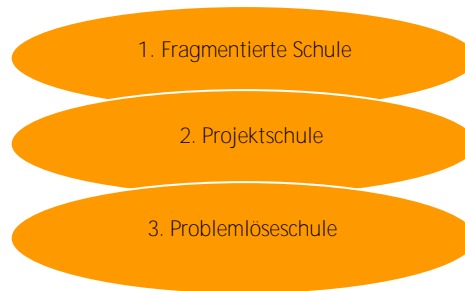 1. Fragmentierte Schule
2. Projektschule
3. Problemlöseschule